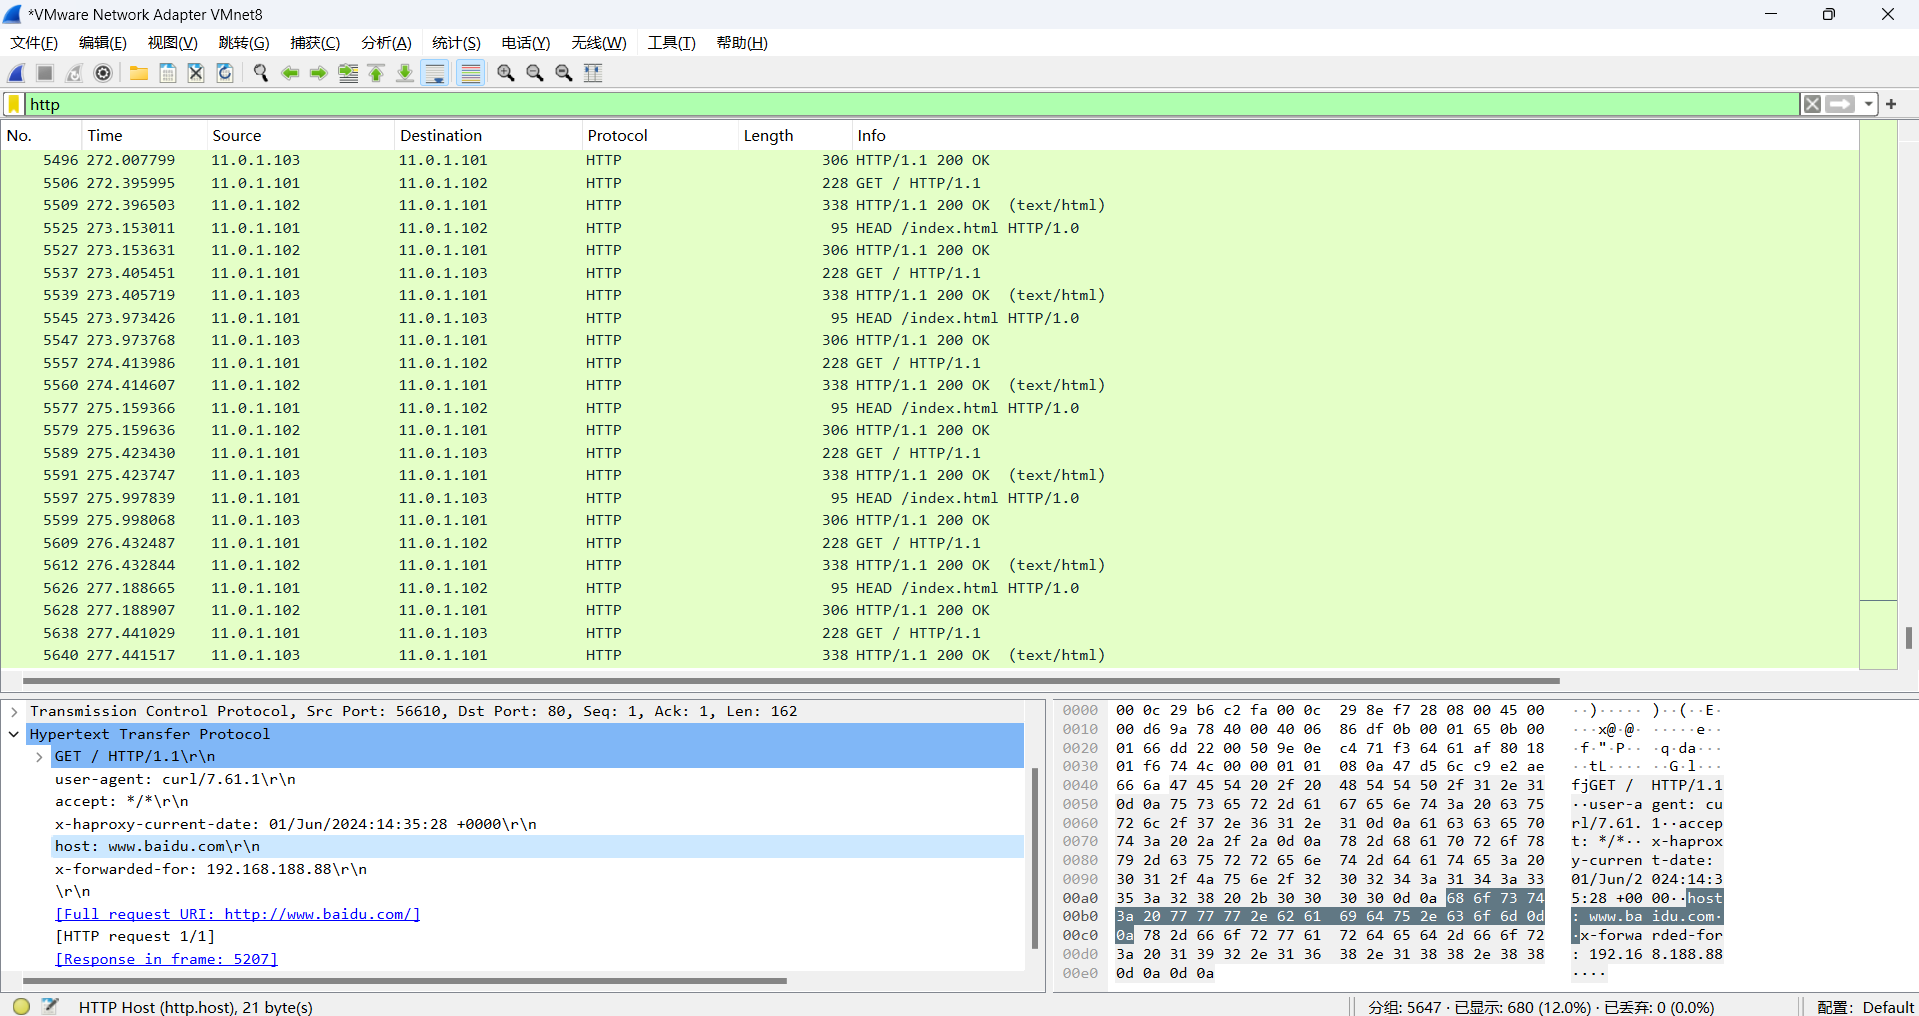 *VMware Network Adapter VMnet8
文件(F) 编辑(E) 视图(V) 跳转(G) 捕获(C) 分析(A) 统计(S) 电话(Y) 无线(W) 工具(T) 帮助(H)
http
No. Time Source Destination Protocol Length Info
5496 272.007799 11.0.1.103 11.0.1.101 HTTP 306 HTTP/1.1 200 OK
5506 272.395995 11.0.1.101 11.0.1.102 HTTP 228 GET / HTTP/1.1
5509 272.396503 11.0.1.102 11.0.1.101 HTTP 338 HTTP/1.1 200 OK (text/html)
5525 273.153011 11.0.1.101 11.0.1.102 HTTP 95 HEAD /index.html HTTP/1.0
5527 273.153631 11.0.1.102 11.0.1.101 HTTP 306 HTTP/1.1 200 OK
5537 273.405451 11.0.1.101 11.0.1.103 HTTP 228 GET / HTTP/1.1
5539 273.405719 11.0.1.103 11.0.1.101 HTTP 338 HTTP/1.1 200 OK (text/html)
5545 273.973426 11.0.1.101 11.0.1.103 HTTP 95 HEAD /index.html HTTP/1.0
5547 273.973768 11.0.1.103 11.0.1.101 HTTP 306 HTTP/1.1 200 OK
5557 274.413986 11.0.1.101 11.0.1.102 HTTP 228 GET / HTTP/1.1
5560 274.414607 11.0.1.102 11.0.1.101 HTTP 338 HTTP/1.1 200 OK (text/html)
5577 275.159366 11.0.1.101 11.0.1.102 HTTP 95 HEAD /index.html HTTP/1.0
5579 275.159636 11.0.1.102 11.0.1.101 HTTP 306 HTTP/1.1 200 OK
5589 275.423430 11.0.1.101 11.0.1.103 HTTP 228 GET / HTTP/1.1
5591 275.423747 11.0.1.103 11.0.1.101 HTTP 338 HTTP/1.1 200 OK (text/html)
5597 275.997839 11.0.1.101 11.0.1.103 HTTP 95 HEAD /index.html HTTP/1.0
5599 275.998068 11.0.1.103 11.0.1.101 HTTP 306 HTTP/1.1 200 OK
5609 276.432487 11.0.1.101 11.0.1.102 HTTP 228 GET / HTTP/1.1
5612 276.432844 11.0.1.102 11.0.1.101 HTTP 338 HTTP/1.1 200 OK (text/html)
5626 277.188665 11.0.1.101 11.0.1.102 HTTP 95 HEAD /index.html HTTP/1.0
5628 277.188907 11.0.1.102 11.0.1.101 HTTP 306 HTTP/1.1 200 OK
5638 277.441029 11.0.1.101 11.0.1.103 HTTP 228 GET / HTTP/1.1
5640 277.441517 11.0.1.103 11.0.1.101 HTTP 338 HTTP/1.1 200 OK (text/html)
Transmission Control Protocol, Src Port: 56610, Dst Port: 80, Seq: 1, Ack: 1, Len: 162
Hypertext Transfer Protocol
GET / HTTP/1.1\r\n
user-agent: curl/7.61.1\r\n
accept: */*\r\n
x-haproxy-current-date: 01/Jun/2024:14:35:28 +0000\r\n
host: www.baidu.com\r\n
x-forwarded-for: 192.168.188.88\r\n
\r\n
[Full request URI: http://www.baidu.com/]
[HTTP request 1/1]
[Response in frame: 5207]
0000 00 0c 29 b6 c2 fa 00 0c 29 8e f7 28 08 00 45 00 ··)····· )··(··E·
0010 00 d6 9a 78 40 00 40 06 86 df 0b 00 01 65 0b 00 ···x@·@· ·····e··
0020 01 66 dd 22 00 50 9e 0e c4 71 f3 64 61 af 80 18 ·f·"·P·· ·q·da···
0030 01 f6 74 4c 00 00 01 01 08 0a 47 d5 6c c9 e2 ae ··tL···· ··G·l···
0040 66 6a 47 45 54 20 2f 20 48 54 54 50 2f 31 2e 31 fjGET / HTTP/1.1
0050 0d 0a 75 73 65 72 2d 61 67 65 6e 74 3a 20 63 75 ··user-a gent: cu
0060 72 6c 2f 37 2e 36 31 2e 31 0d 0a 61 63 63 65 70 rl/7.61. 1··accep
0070 74 3a 20 2a 2f 2a 0d 0a 78 2d 68 61 70 72 6f 78 t: */*·· x-haprox
0080 79 2d 63 75 72 72 65 6e 74 2d 64 61 74 65 3a 20 y-curren t-date: 
0090 30 31 2f 4a 75 6e 2f 32 30 32 34 3a 31 34 3a 33 01/Jun/2 024:14:3
00a0 35 3a 32 38 20 2b 30 30 30 30 0d 0a 68 6f 73 74 5:28 +00 00··host
00b0 3a 20 77 77 77 2e 62 61 69 64 75 2e 63 6f 6d 0d : www.ba idu.com·
00c0 0a 78 2d 66 6f 72 77 61 72 64 65 64 2d 66 6f 72 ·x-forwa rded-for
00d0 3a 20 31 39 32 2e 31 36 38 2e 31 38 38 2e 38 38 : 192.16 8.188.88
00e0 0d 0a 0d 0a ····
HTTP Host (http.host), 21 byte(s) 分组: 5647 · 已显示: 680 (12.0%) · 已丢弃: 0 (0.0%) 配置: Default